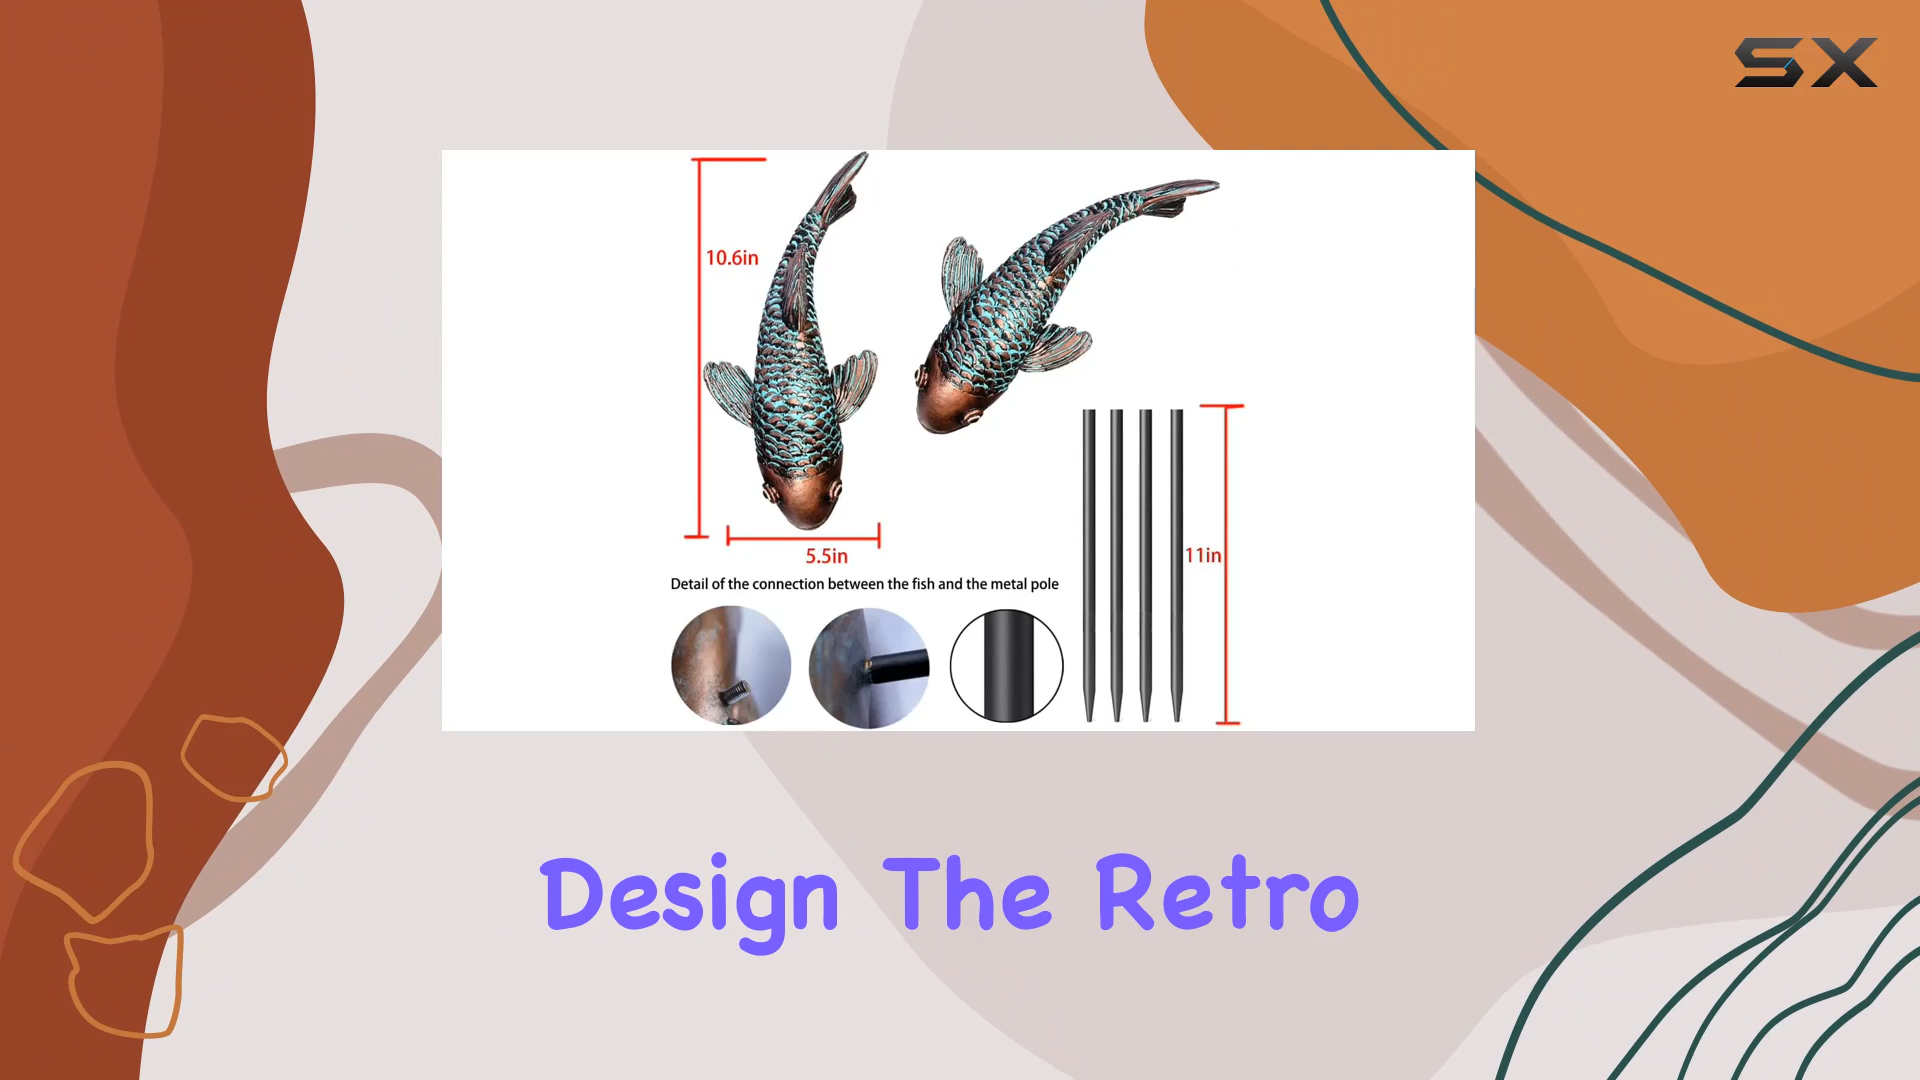 SX
10.6in
5.5in
11in
Detail of the connection between the fish and the metal pole
Design The Retro